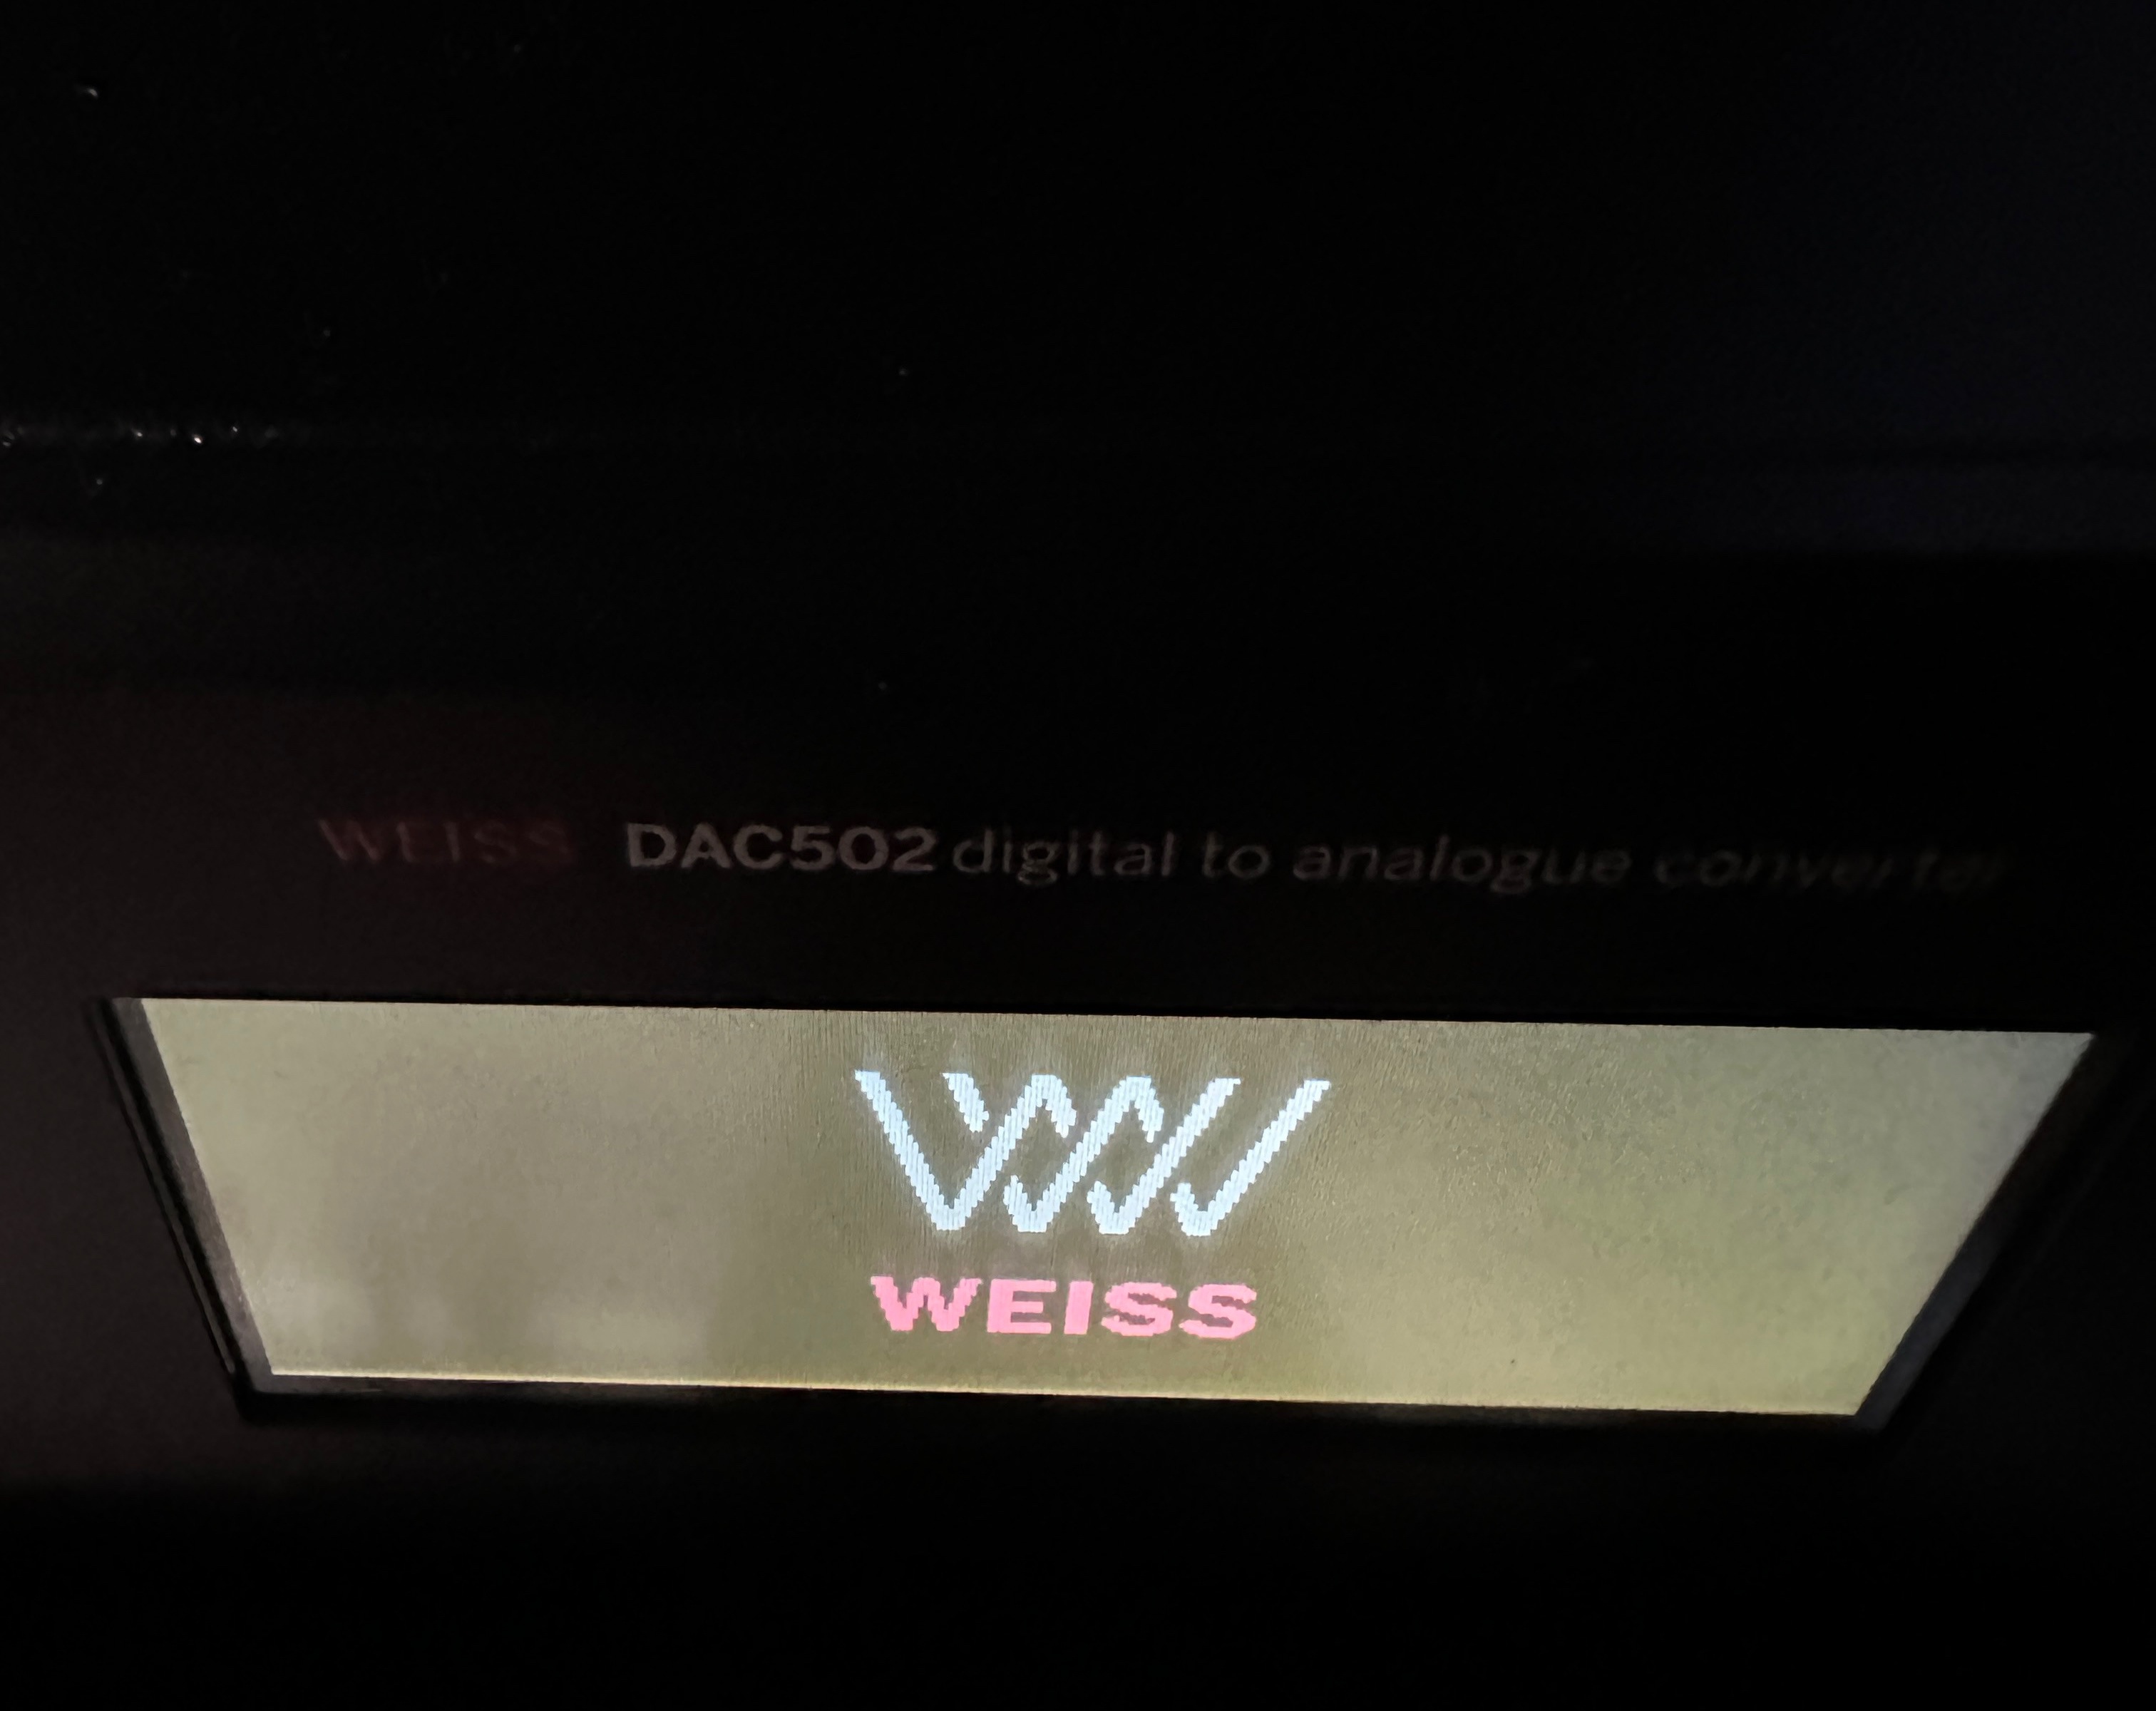 WEISS DAC502 digital to analogue converter
WEISS